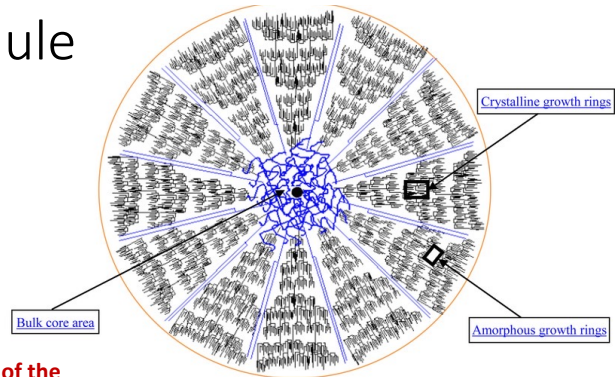 ule
Crystalline growth rings
Bulk core area
Amorphous growth rings
of the